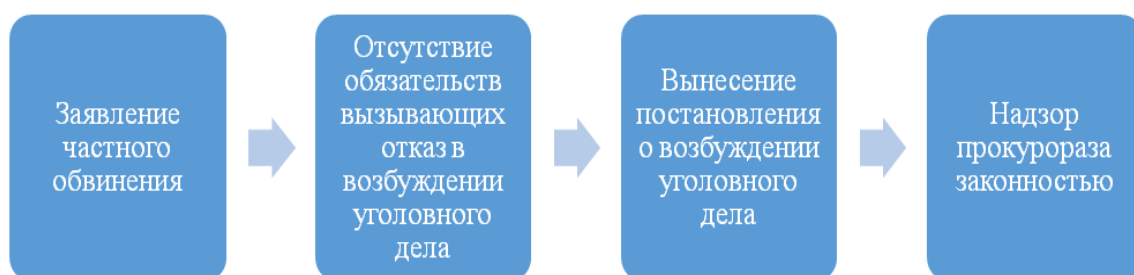 Заявление
частного
обвинения
Отсутствие
обязательств
вызывающих
отказ в
возбуждении
уголовного
дела
Вынесение
постановления
о возбуждении
уголовного
дела
Надзор
прокурораза
законностью